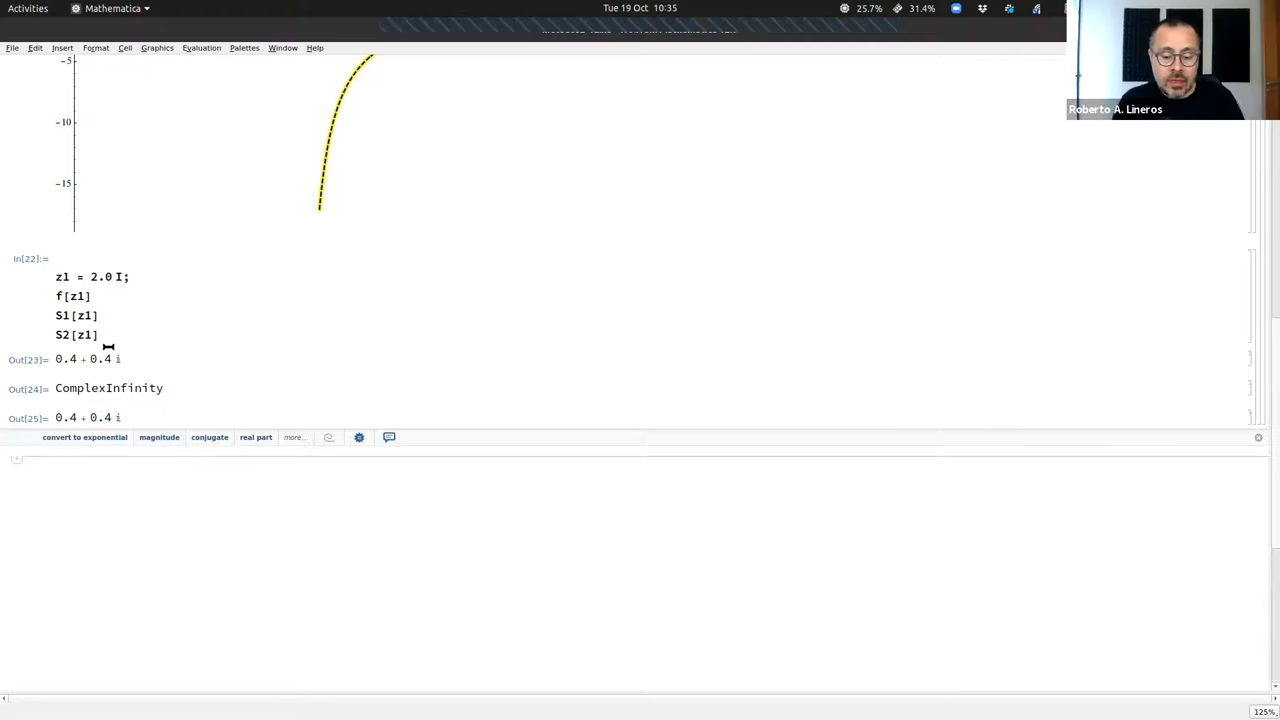 Activities Mathematica Tue 19 Oct 10:35 25.7% 31.4%
File Edit Insert Format Cell Graphics Evaluation Palettes Window Help
Roberto A. Lineros
-5
-10
-15
In[22]:=
z1 = 2.0 I;
f[z1]
S1[z1]
S2[z1]
Out[23]= 0.4 + 0.4 i
Out[24]= ComplexInfinity
Out[25]= 0.4 + 0.4 i
convert to exponential magnitude conjugate real part more...
125%